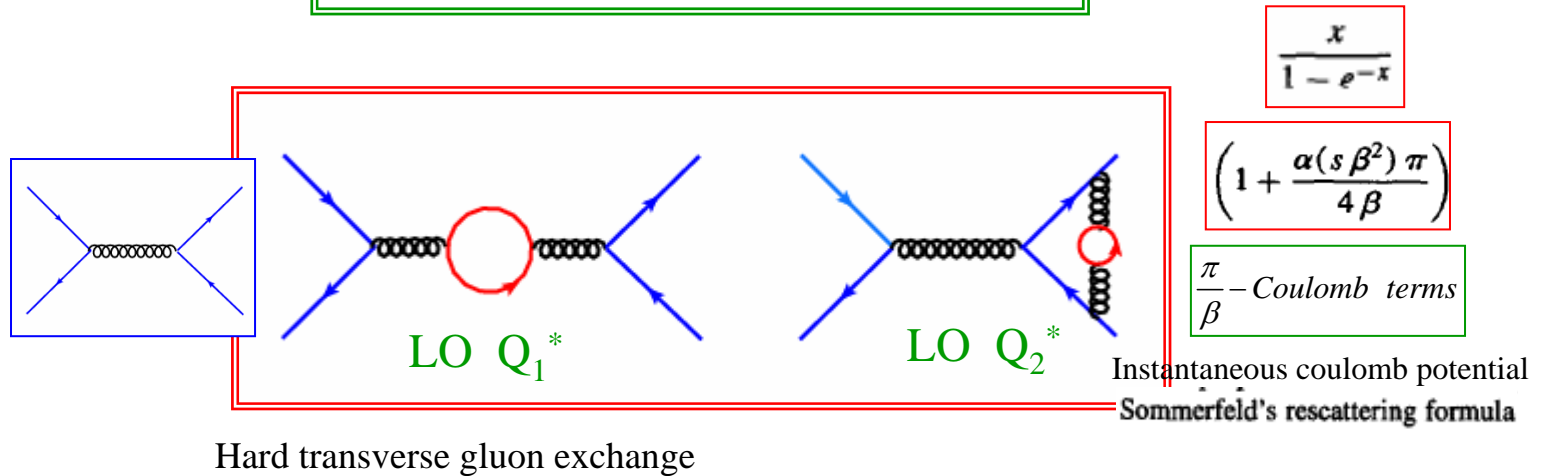 x / (1 − e^{−x})
(1 + α(s β²) π / 4 β)
π/β – Coulomb terms
LO Q₁*
LO Q₂*
Instantaneous coulomb potential
Sommerfeld's rescattering formula
Hard transverse gluon exchange